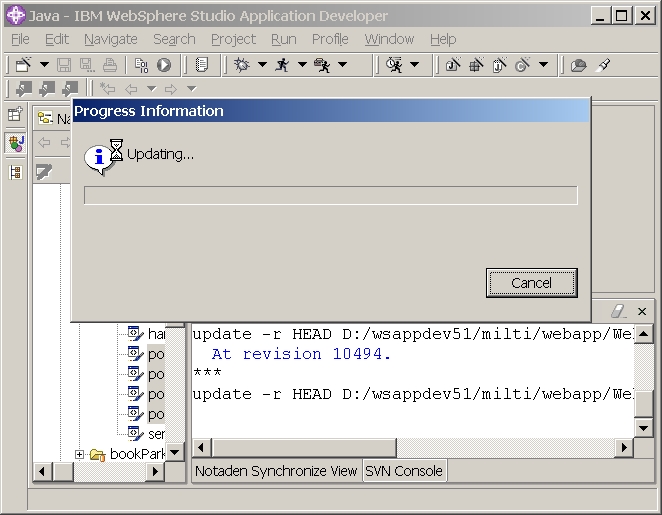 Java - IBM WebSphere Studio Application Developer
File Edit Navigate Search Project Run Profile Window Help
Progress Information
Na
Updating...
Cancel
har
po
po
po
po
ser
bookPark
update -r HEAD D:/wsappdev51/milti/webapp/We
At revision 10494.
***
update -r HEAD D:/wsappdev51/milti/webapp/We
Notaden Synchronize View SVN Console